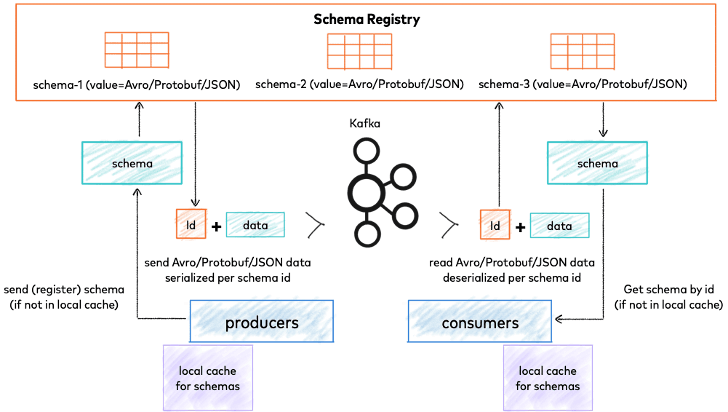 Schema Registry
schema-1 (value=Avro/Protobuf/JSON)
schema-2 (value=Avro/Protobuf/JSON)
schema-3 (value=Avro/Protobuf/JSON)
Kafka
schema
schema
Id + data
Id + data
send Avro/Protobuf/JSON data
serialized per schema id
read Avro/Protobuf/JSON data
deserialized per schema id
send (register) schema
(if not in local cache)
Get schema by id
(if not in local cache)
producers
consumers
local cache
for schemas
local cache
for schemas